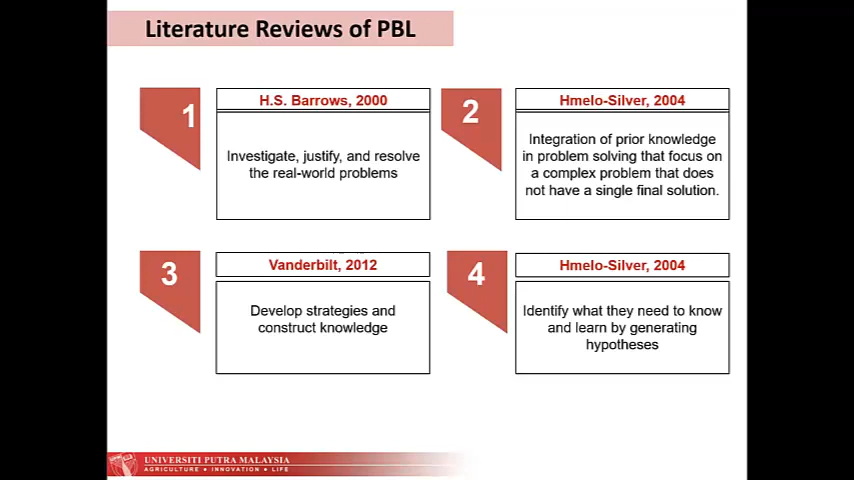 Literature Reviews of PBL
1
H.S. Barrows, 2000
Investigate, justify, and resolve
the real-world problems
2
Hmelo-Silver, 2004
Integration of prior knowledge
in problem solving that focus on
a complex problem that does
not have a single final solution.
3
Vanderbilt, 2012
Develop strategies and
construct knowledge
4
Hmelo-Silver, 2004
Identify what they need to know
and learn by generating
hypotheses
UNIVERSITI PUTRA MALAYSIA
AGRICULTURE • INNOVATION • LIFE